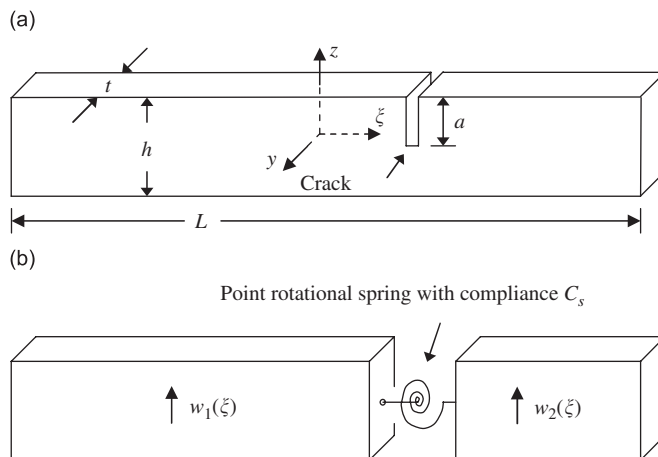 (a)
z
t
ξ
a
h
y
Crack
L
(b)
Point rotational spring with compliance Cₛ
w₁(ξ)
w₂(ξ)